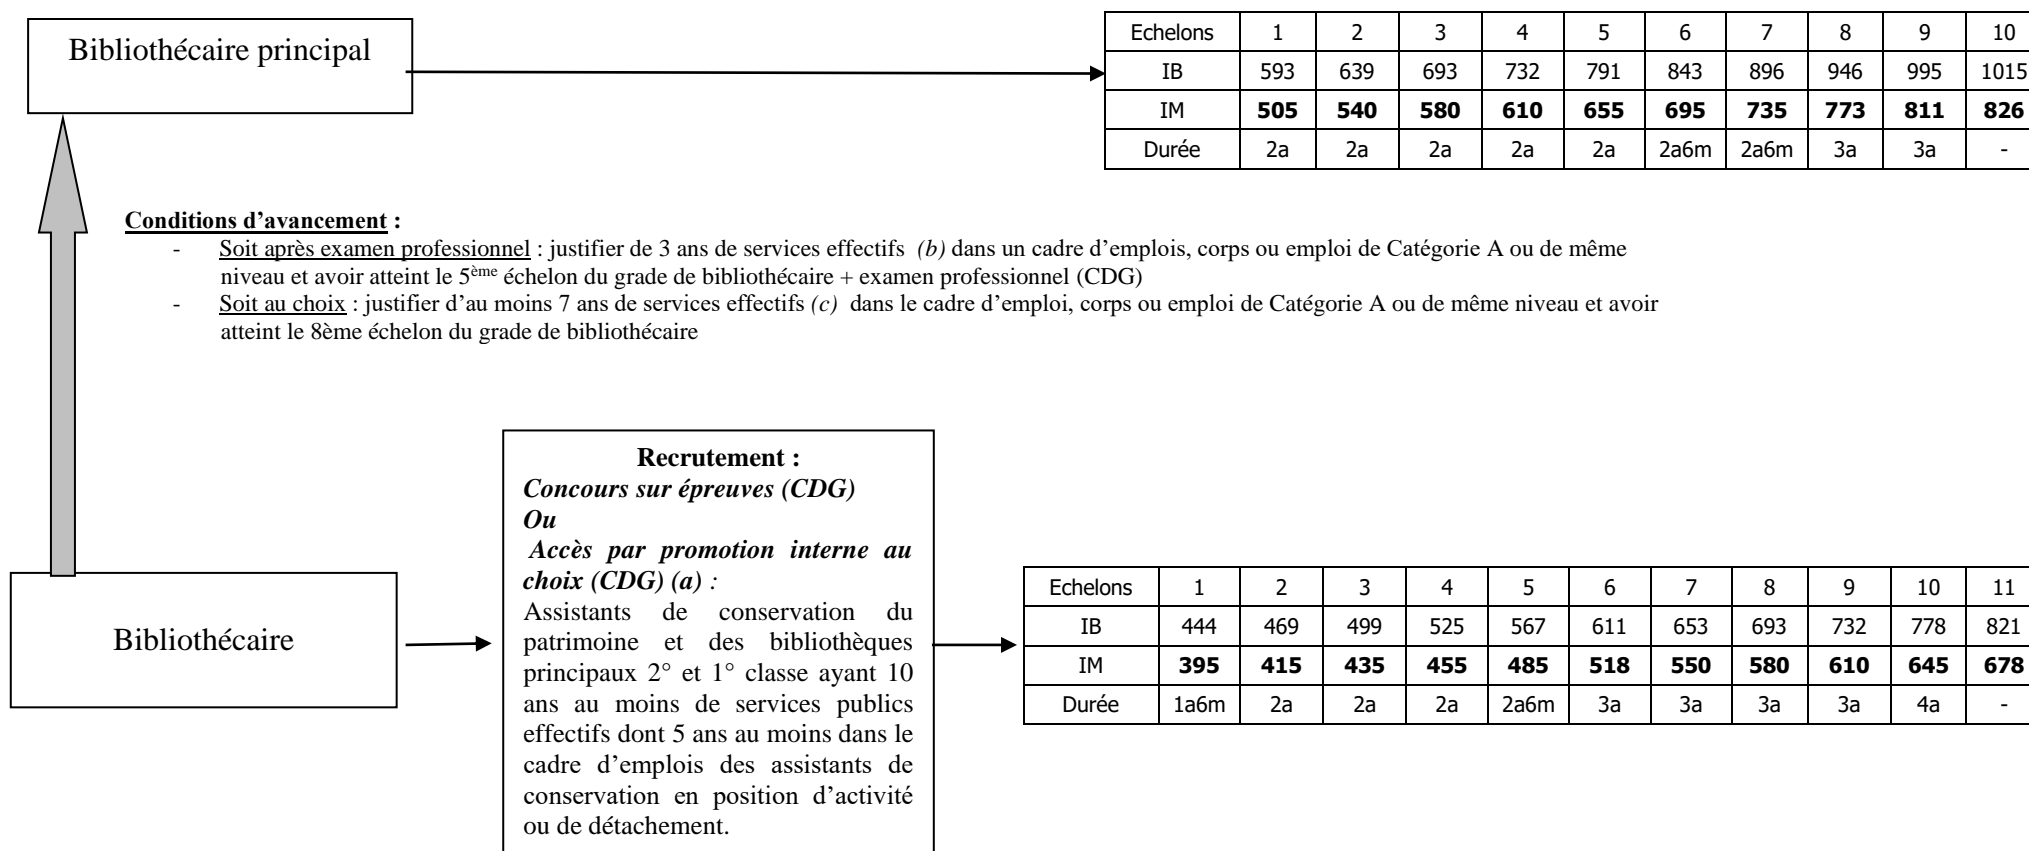 Bibliothécaire principal
Echelons 1 2 3 4 5 6 7 8 9 10
IB 593 639 693 732 791 843 896 946 995 1015
IM 505 540 580 610 655 695 735 773 811 826
Durée 2a 2a 2a 2a 2a 2a6m 2a6m 3a 3a -
Conditions d’avancement :
- Soit après examen professionnel : justifier de 3 ans de services effectifs (b) dans un cadre d’emplois, corps ou emploi de Catégorie A ou de même
niveau et avoir atteint le 5ème échelon du grade de bibliothécaire + examen professionnel (CDG)
- Soit au choix : justifier d’au moins 7 ans de services effectifs (c) dans le cadre d’emploi, corps ou emploi de Catégorie A ou de même niveau et avoir
atteint le 8ème échelon du grade de bibliothécaire
Bibliothécaire
Recrutement :
Concours sur épreuves (CDG)
Ou
Accès par promotion interne au
choix (CDG) (a) :
Assistants de conservation du
patrimoine et des bibliothèques
principaux 2° et 1° classe ayant 10
ans au moins de services publics
effectifs dont 5 ans au moins dans le
cadre d’emplois des assistants de
conservation en position d’activité
ou de détachement.
Echelons 1 2 3 4 5 6 7 8 9 10 11
IB 444 469 499 525 567 611 653 693 732 778 821
IM 395 415 435 455 485 518 550 580 610 645 678
Durée 1a6m 2a 2a 2a 2a6m 3a 3a 3a 3a 4a -